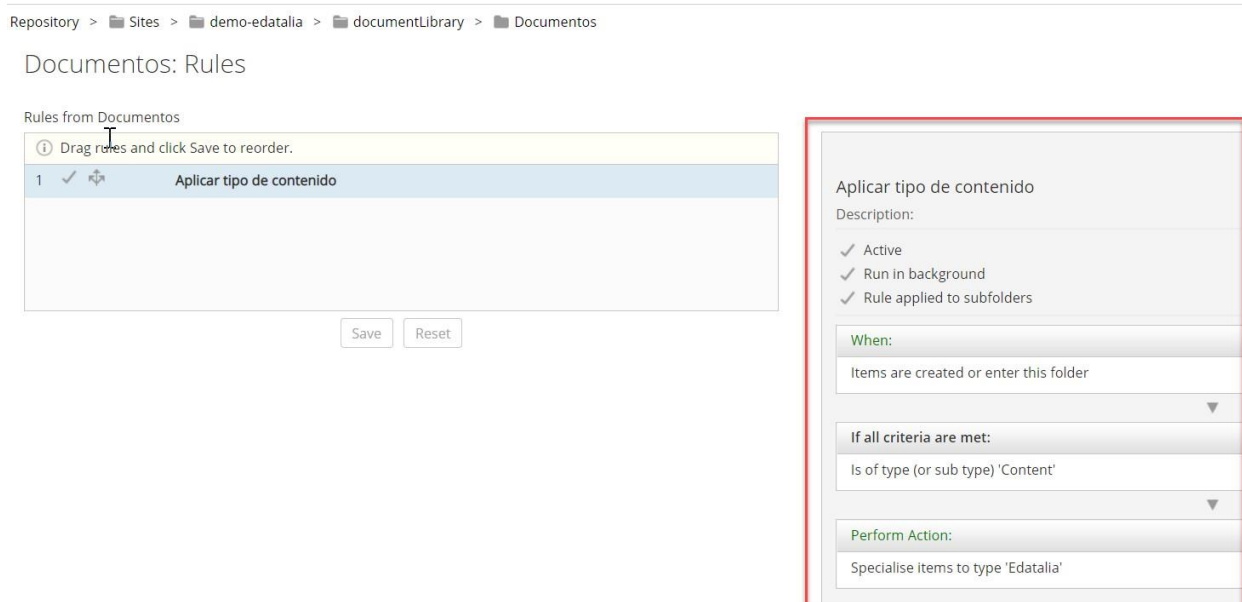 Repository > Sites > demo-edatalia > documentLibrary > Documentos
Documentos: Rules
Rules from Documentos
Drag rules and click Save to reorder.
1 Aplicar tipo de contenido
Save Reset
Aplicar tipo de contenido
Description:
Active
Run in background
Rule applied to subfolders
When:
Items are created or enter this folder
If all criteria are met:
Is of type (or sub type) 'Content'
Perform Action:
Specialise items to type 'Edatalia'